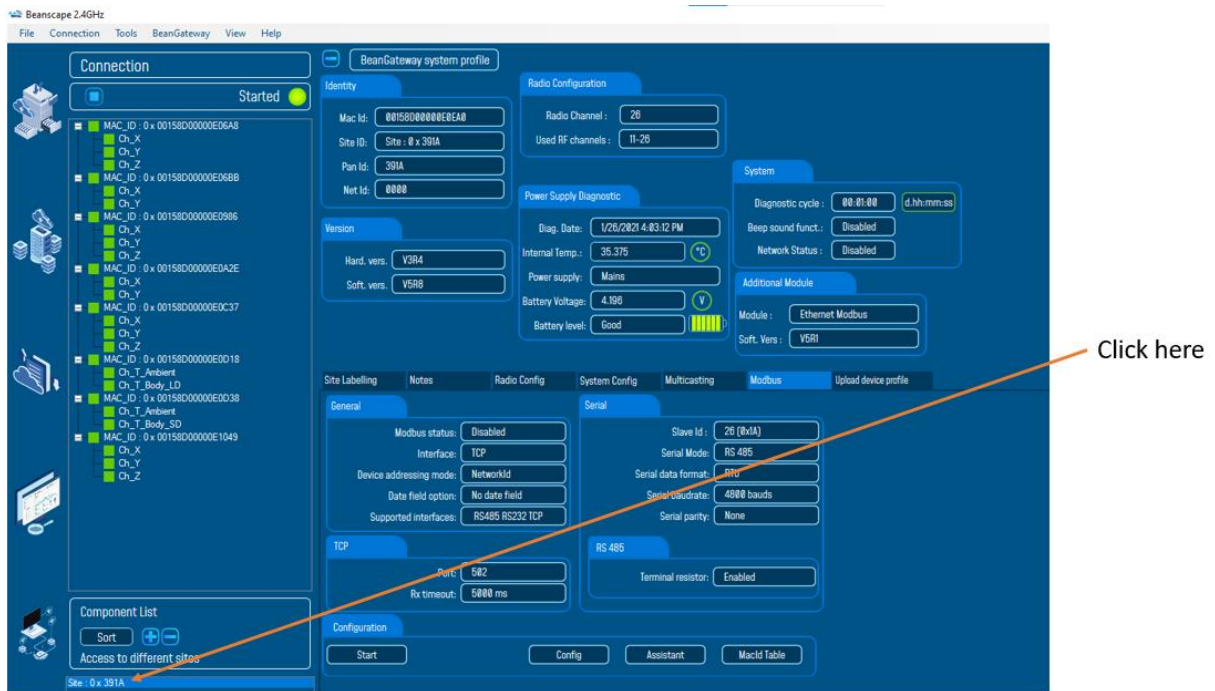 Beanscape 2.4GHz
File Connection Tools BeanGateway View Help
Connection
Started
MAC_ID : 0 x 00158D00000E06A8
Ch_X
Ch_Y
Ch_Z
MAC_ID : 0 x 00158D00000E06BB
Ch_X
Ch_Y
MAC_ID : 0 x 00158D00000E0986
Ch_X
Ch_Y
Ch_Z
MAC_ID : 0 x 00158D00000E0A2E
Ch_X
Ch_Y
MAC_ID : 0 x 00158D00000E0C37
Ch_X
Ch_Y
Ch_Z
MAC_ID : 0 x 00158D00000E0D18
Ch_T_Ambient
Ch_T_Body_LD
MAC_ID : 0 x 00158D00000E0D38
Ch_T_Ambient
Ch_T_Body_SD
MAC_ID : 0 x 00158D00000E1049
Ch_X
Ch_Y
Ch_Z
Component List
Sort
Access to different sites
Site : 0 x 391A
BeanGateway system profile
Identity
Mac Id: 00158D00000E0EA0
Site ID: Site : 0 x 391A
Pan Id: 391A
Net Id: 0000
Version
Hard. vers. V3R4
Soft. vers. V5R8
Radio Configuration
Radio Channel : 26
Used RF channels : 11-26
Power Supply Diagnostic
Diag. Date: 1/26/2021 4:03:12 PM
Internal Temp.: 35.375 °C
Power supply: Mains
Battery Voltage: 4.196 V
Battery level: Good
System
Diagnostic cycle : 00:01:00 d.hh:mm:ss
Beep sound funct.: Disabled
Network Status : Disabled
Additional Module
Module : Ethernet Modbus
Soft. Vers : V5R1
Site Labelling Notes Radio Config System Config Multicasting Modbus Upload device profile
General
Modbus status: Disabled
Interface: TCP
Device addressing mode: NetworkId
Date field option: No date field
Supported interfaces: RS485 RS232 TCP
TCP
Port: 502
Rx timeout: 5000 ms
Serial
Slave Id : 26 (0x1A)
Serial Mode: RS 485
Serial data format: RTU
Serial baudrate: 4800 bauds
Serial parity: None
RS 485
Terminal resistor: Enabled
Configuration
Start Config Assistant MacId Table
Click here